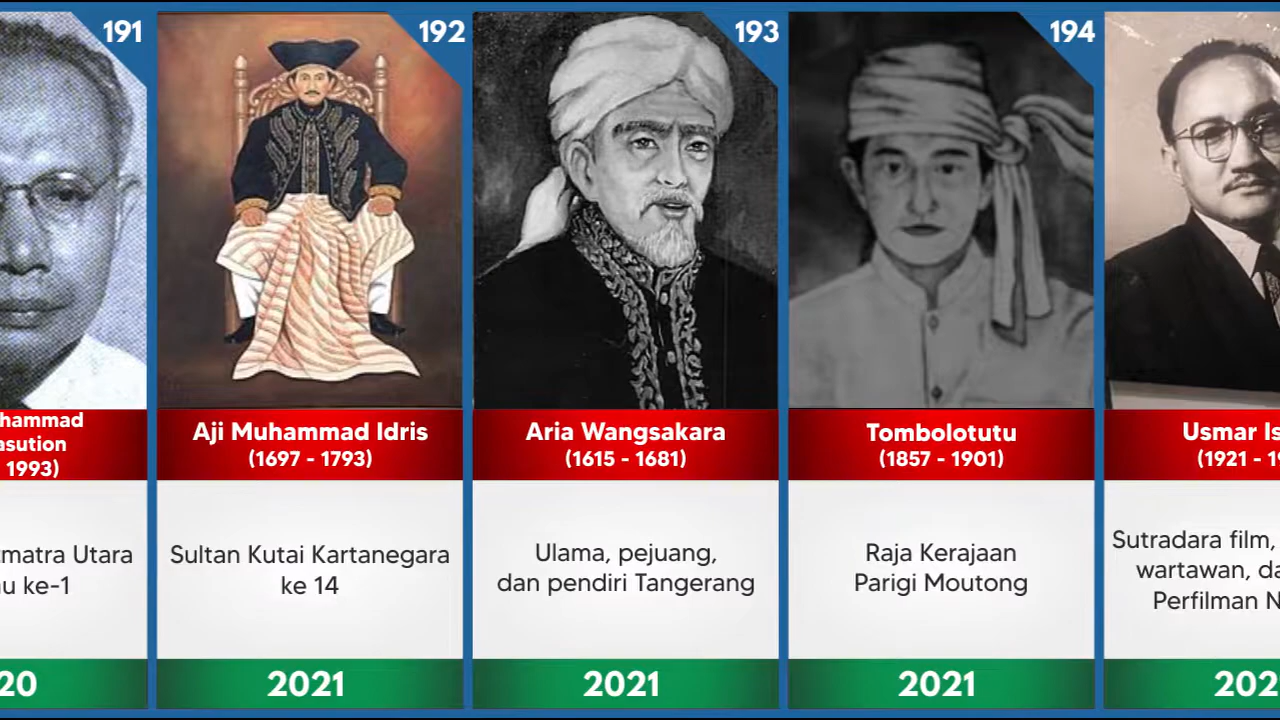 191
hammad
asution
1993)
matra Utara
u ke-1
20
192
Aji Muhammad Idris
(1697 - 1793)
Sultan Kutai Kartanegara
ke 14
2021
193
Aria Wangsakara
(1615 - 1681)
Ulama, pejuang,
dan pendiri Tangerang
2021
194
Tombolotutu
(1857 - 1901)
Raja Kerajaan
Parigi Moutong
2021
Usmar Is
(1921 - 19
Sutradara film,
wartawan, da
Perfilman N
202